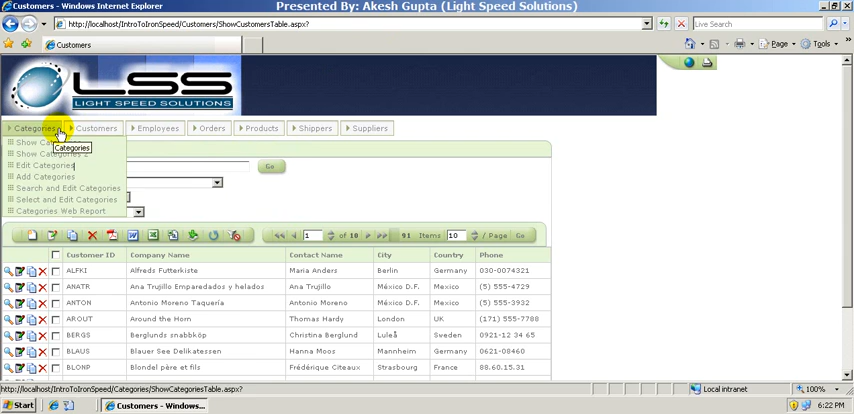 Customers - Windows Internet Explorer
Presented By: Akesh Gupta (Light Speed Solutions)
http://localhost/IntroToIronSpeed/Customers/ShowCustomersTable.aspx?
Live Search
Customers
Page
Tools
LSS
LIGHT SPEED SOLUTIONS
Categories Customers Employees Orders Products Shippers Suppliers
Show
Categories
Show Categories 2
Edit Categories
Go
Add Categories
Search and Edit Categories
Select and Edit Categories
Categories Web Report
1 of 10 91 Items 10 / Page Go
Customer ID Company Name Contact Name City Country Phone
ALFKI Alfreds Futterkiste Maria Anders Berlin Germany 030-0074321
ANATR Ana Trujillo Emparedados y helados Ana Trujillo México D.F. Mexico (5) 555-4729
ANTON Antonio Moreno Taquería Antonio Moreno México D.F. Mexico (5) 555-3932
AROUT Around the Horn Thomas Hardy London UK (171) 555-7788
BERGS Berglunds snabbköp Christina Berglund Luleå Sweden 0921-12 34 65
BLAUS Blauer See Delikatessen Hanna Moos Mannheim Germany 0621-08460
BLONP Blondel père et fils Frédérique Citeaux Strasbourg France 88.60.15.31
http://localhost/IntroToIronSpeed/Categories/ShowCategoriesTable.aspx?
Local intranet
100%
Start
Customers - Windows...
6:22 PM